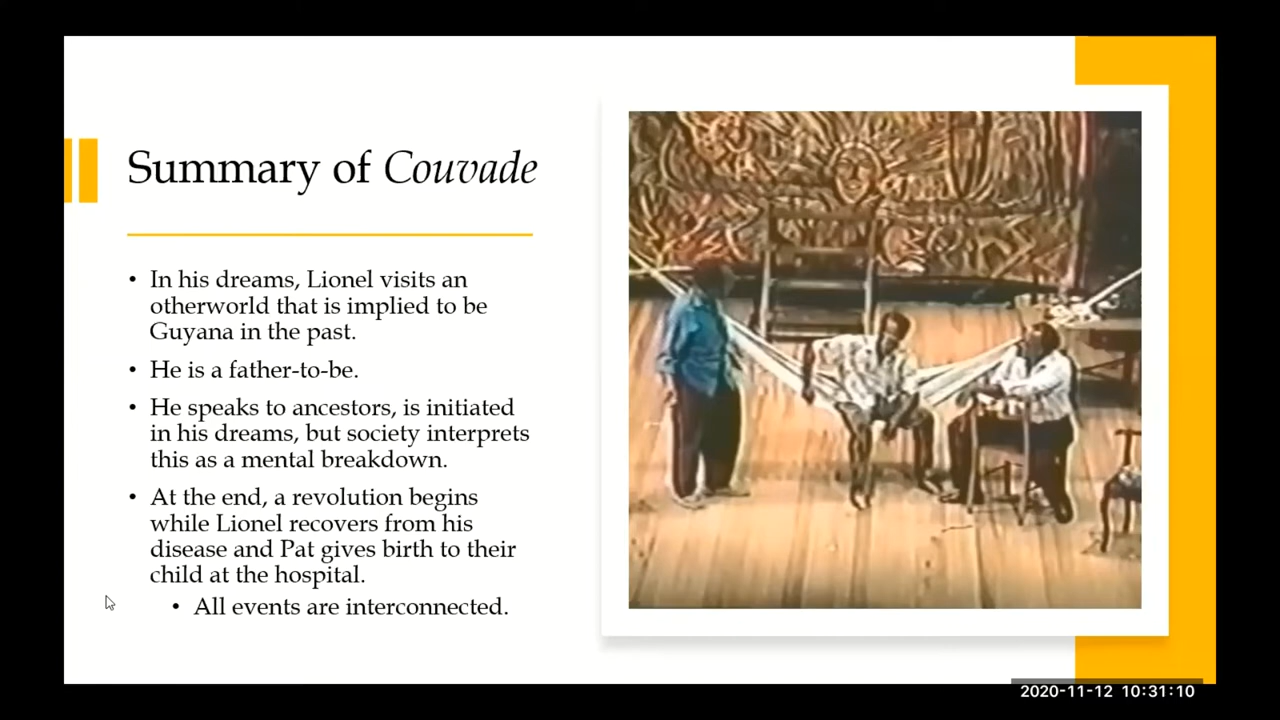 Summary of Couvade
• In his dreams, Lionel visits an
otherworld that is implied to be
Guyana in the past.
• He is a father-to-be.
• He speaks to ancestors, is initiated
in his dreams, but society interprets
this as a mental breakdown.
• At the end, a revolution begins
while Lionel recovers from his
disease and Pat gives birth to their
child at the hospital.
• All events are interconnected.
2020-11-12 10:31:10